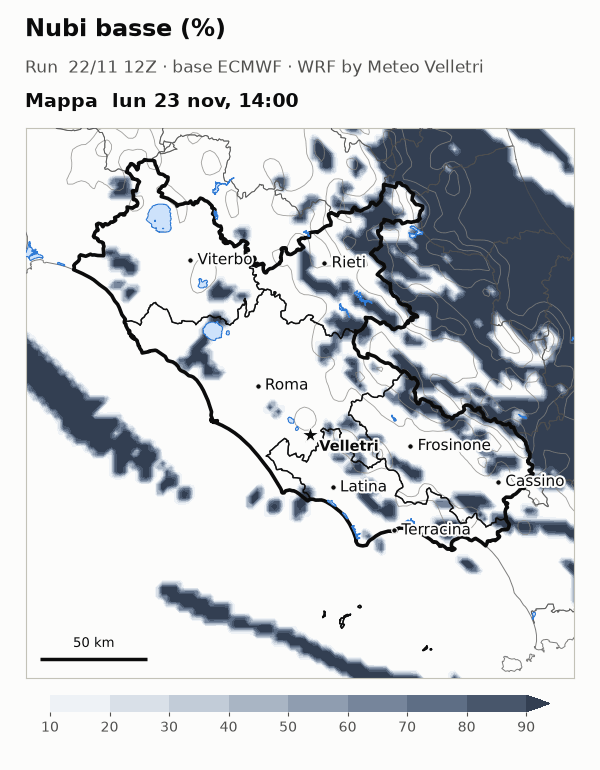 Nubi basse (%)
Run  22/11 12Z · base ECMWF · WRF by Meteo Velletri
Mappa  lun 23 nov, 14:00
Viterbo
Rieti
Roma
Velletri
Frosinone
Cassino
Latina
Terracina
50 km
10 20 30 40 50 60 70 80 90